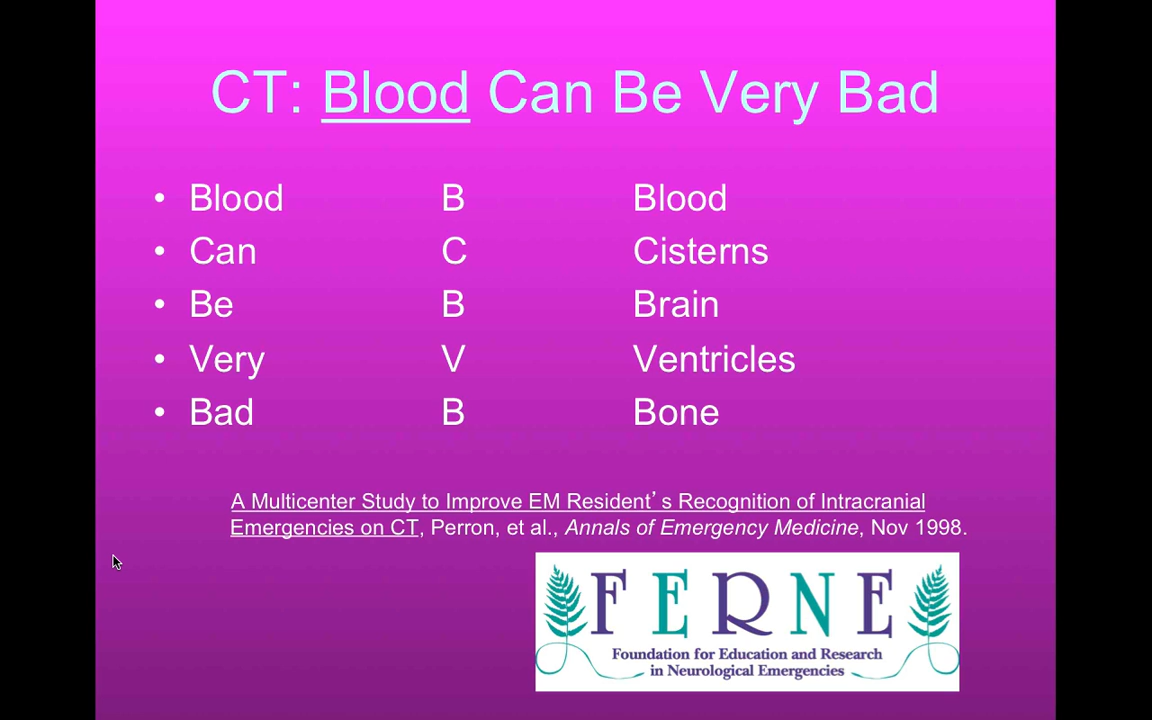 CT: Blood Can Be Very Bad
• Blood B Blood
• Can C Cisterns
• Be B Brain
• Very V Ventricles
• Bad B Bone
A Multicenter Study to Improve EM Resident’s Recognition of Intracranial
Emergencies on CT, Perron, et al., Annals of Emergency Medicine, Nov 1998.
FERNE
Foundation for Education and Research
in Neurological Emergencies